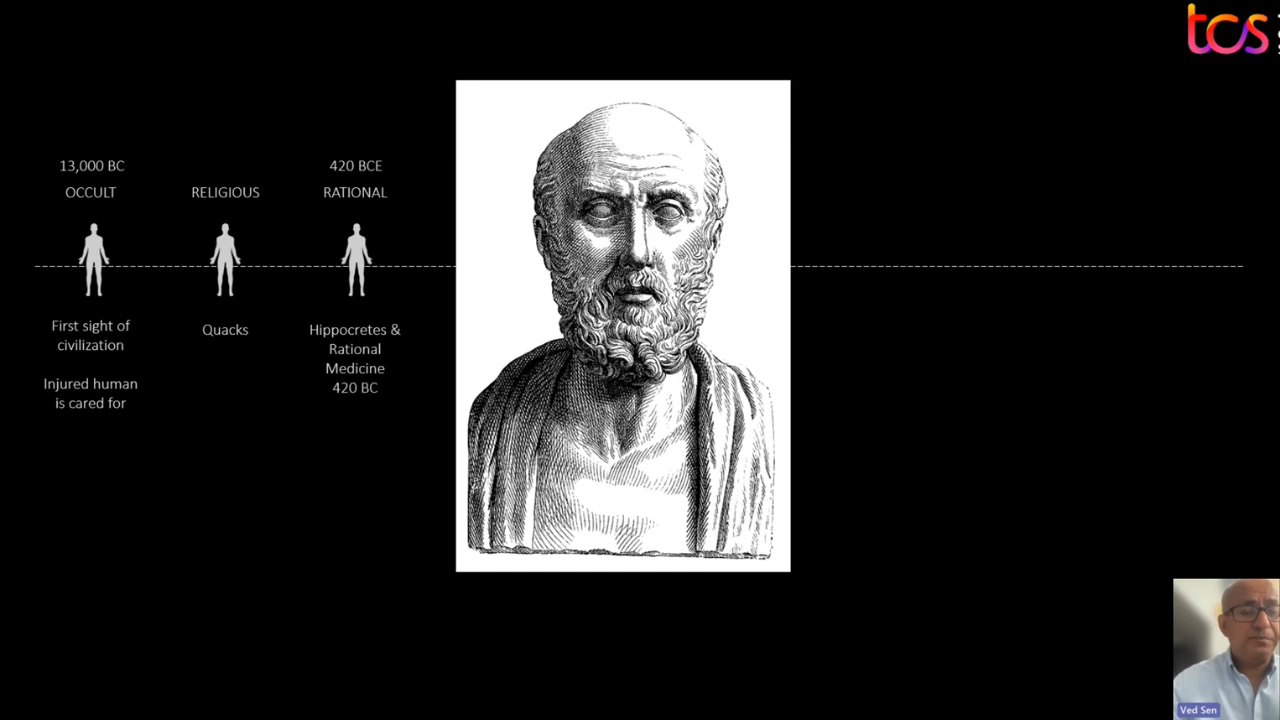 tcs
13,000 BC
OCCULT
First sight of
civilization
Injured human
is cared for
RELIGIOUS
Quacks
420 BCE
RATIONAL
Hippocretes &
Rational
Medicine
420 BC
Ved Sen